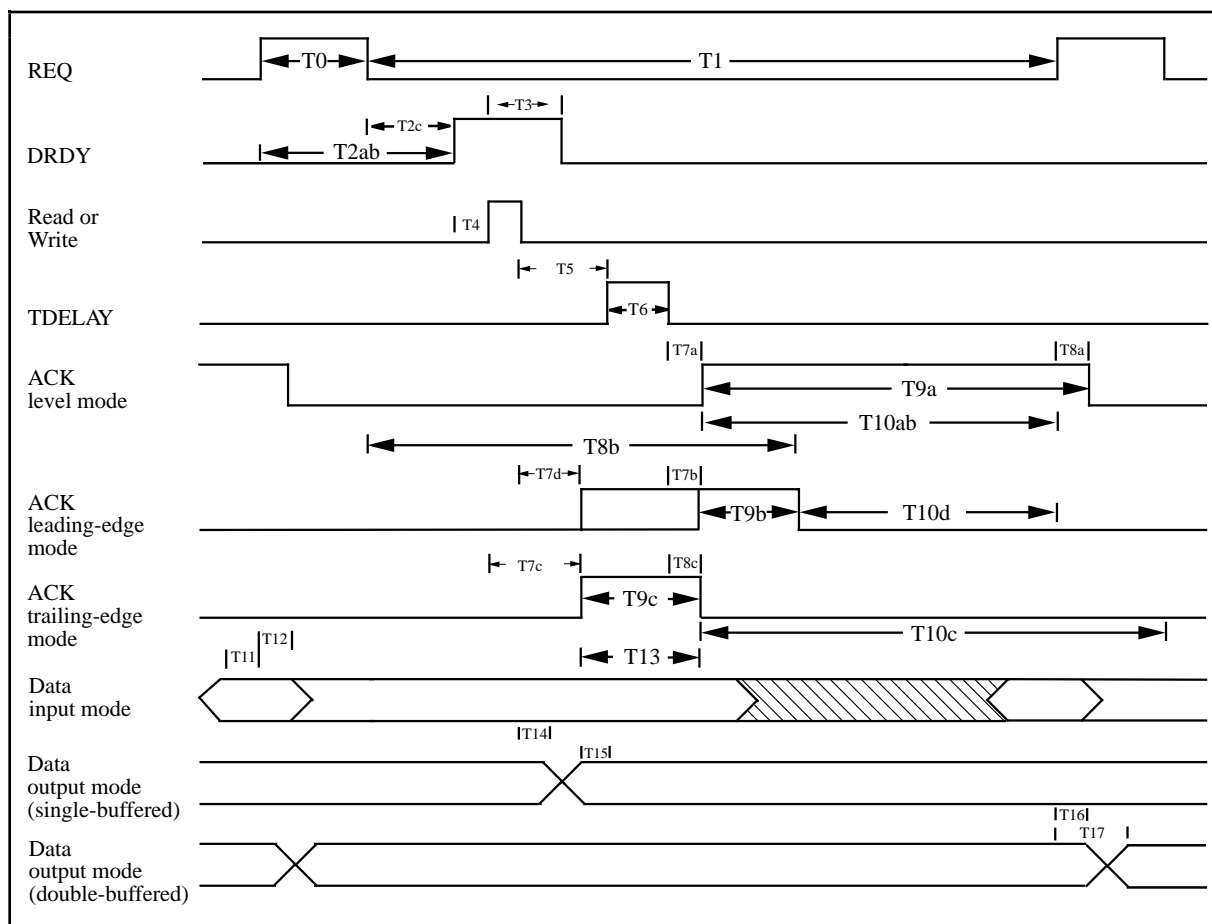 REQ
T0
T1
T3
T2c
DRDY
T2ab
Read or
Write
T4
T5
TDELAY
T6
T7a
T8a
ACK
level mode
T9a
T10ab
T8b
T7d
T7b
ACK
leading-edge
mode
T9b
T10d
T7c
T8c
ACK
trailing-edge
mode
T9c
T10c
T12
T11
T13
Data
input mode
T14
T15
Data
output mode
(single-buffered)
T16
T17
Data
output mode
(double-buffered)